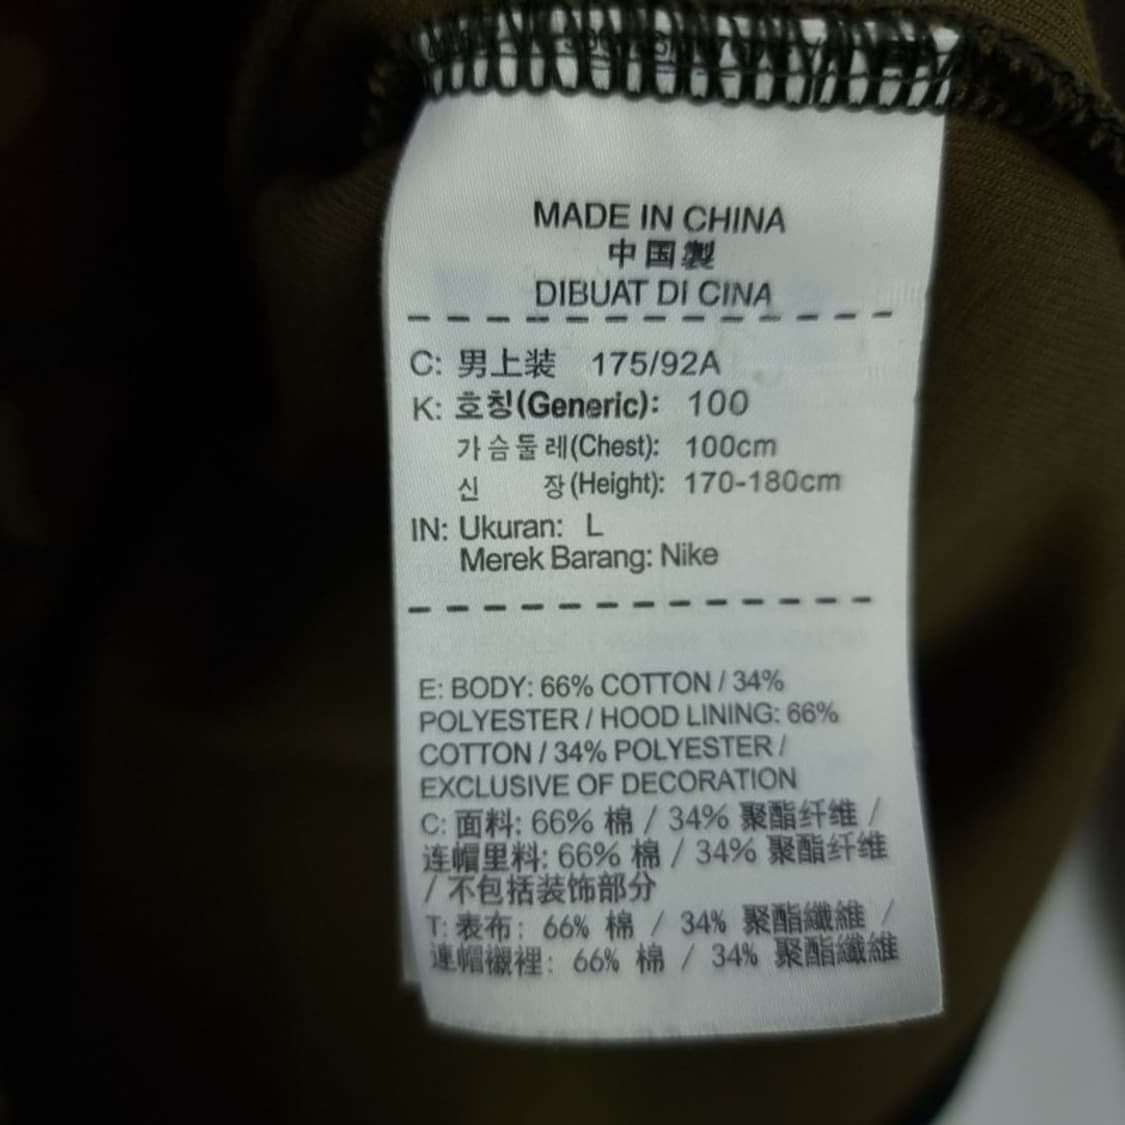 MADE IN CHINA
中国製
DIBUAT DI CINA
C: 男上装 175/92A
K: 호칭(Generic): 100
가슴둘레(Chest): 100cm
신 장(Height): 170-180cm
IN: Ukuran: L
Merek Barang: Nike
E: BODY: 66% COTTON / 34%
POLYESTER / HOOD LINING: 66%
COTTON / 34% POLYESTER /
EXCLUSIVE OF DECORATION
C: 面料: 66% 棉 / 34% 聚酯纤维 /
连帽里料: 66% 棉 / 34% 聚酯纤维
/ 不包括装饰部分
T: 表布: 66% 棉 / 34% 聚酯纖維 /
連帽襯裡: 66% 棉 / 34% 聚酯纖維